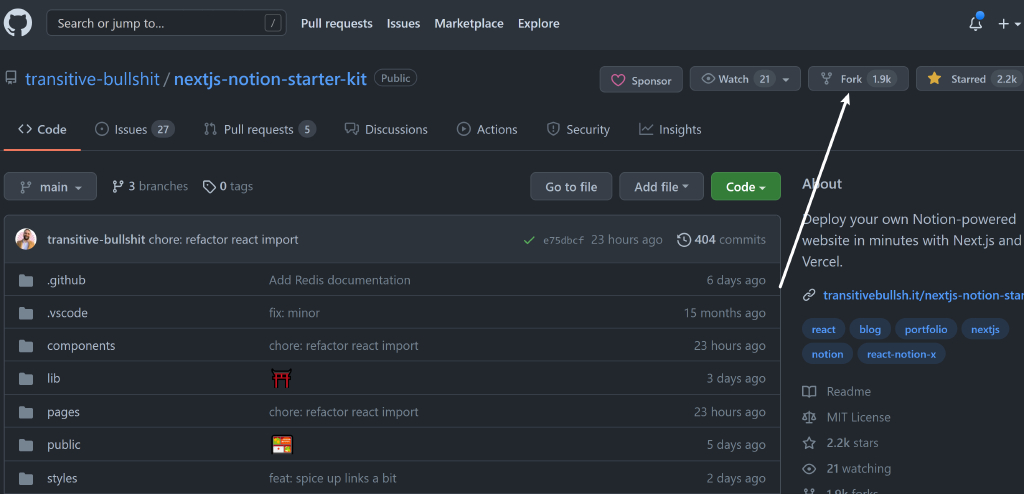 Search or jump to... /
Pull requests Issues Marketplace Explore
transitive-bullshit / nextjs-notion-starter-kit Public
Sponsor Watch 21 Fork 1.9k Starred 2.2k
Code Issues 27 Pull requests 5 Discussions Actions Security Insights
main 3 branches 0 tags Go to file Add file Code
transitive-bullshit chore: refactor react import e75dbcf 23 hours ago 404 commits
.github Add Redis documentation 6 days ago
.vscode fix: minor 15 months ago
components chore: refactor react import 23 hours ago
lib 3 days ago
pages chore: refactor react import 23 hours ago
public 5 days ago
styles feat: spice up links a bit 2 days ago
About
Deploy your own Notion-powered
website in minutes with Next.js and
Vercel.
transitivebullsh.it/nextjs-notion-star
react blog portfolio nextjs
notion react-notion-x
Readme
MIT License
2.2k stars
21 watching
1.9k forks